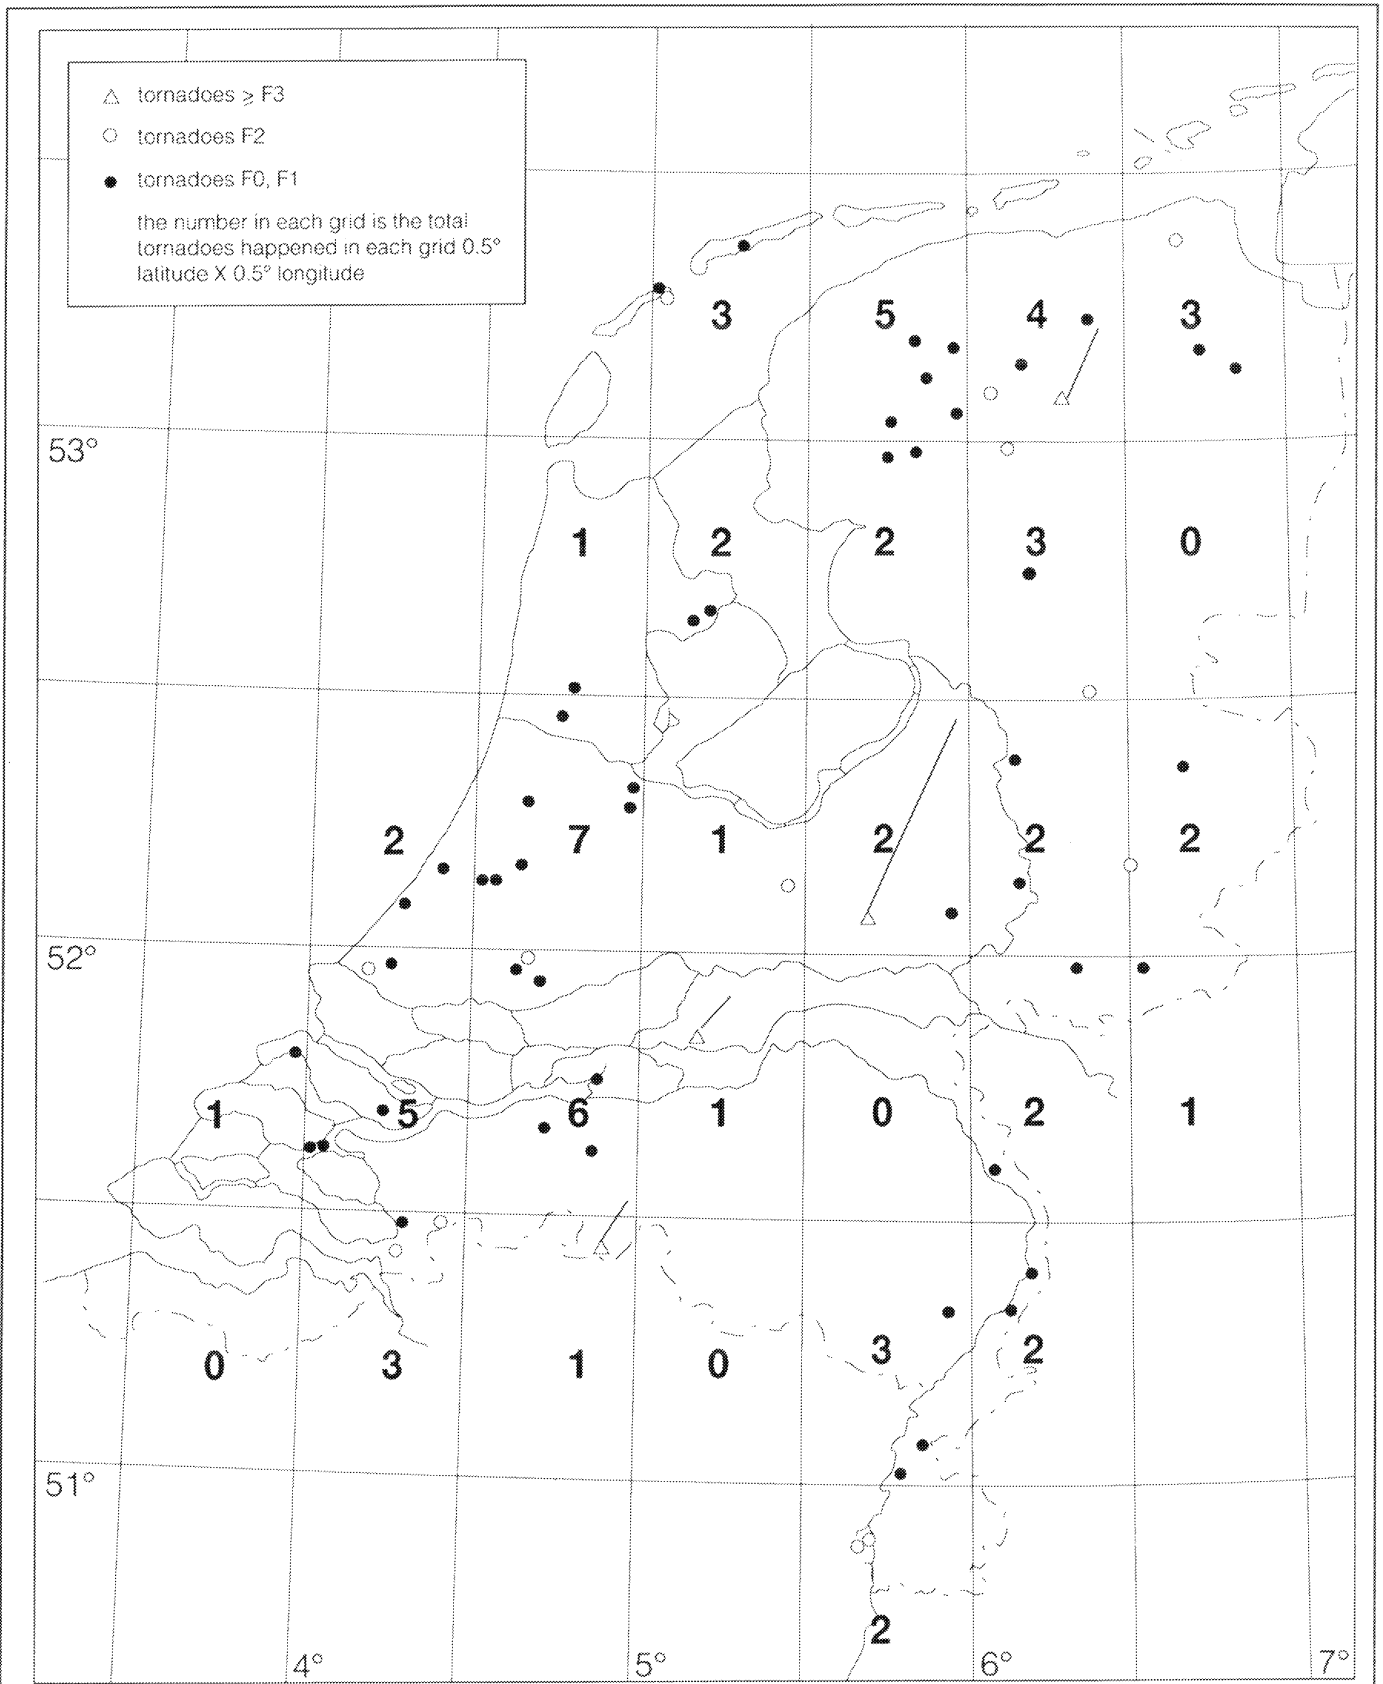 tornadoes ≥ F3
tornadoes F2
tornadoes F0, F1
the number in each grid is the total
tornadoes happened in each grid 0.5°
latitude X 0.5° longitude
3 5 4 3
53°
1 2 2 3 0
2 7 1 2 2 2
52°
1 5 6 1 0 2 1
0 3 1 0 3 2
51°
2
4° 5° 6° 7°